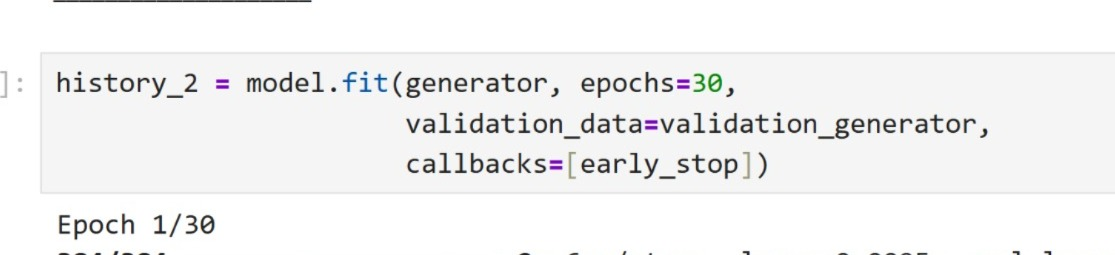 ]:
history_2 = model.fit(generator, epochs=30,
validation_data=validation_generator,
callbacks=[early_stop])
Epoch 1/30